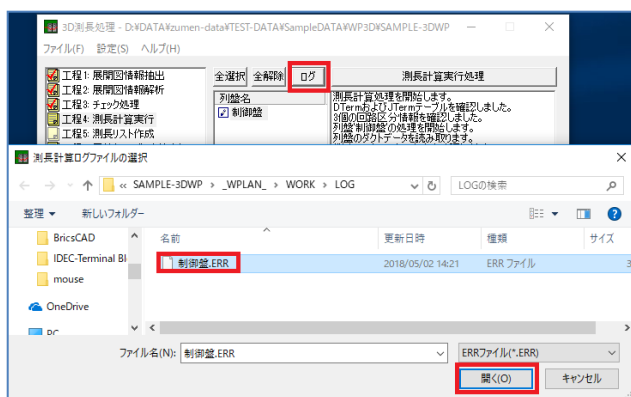 3D測長処理 - D:¥DATA¥zumen-data¥TEST-DATA¥SampleDATA¥WP3D¥SAMPLE-3DWP
ファイル(F) 設定(S) ヘルプ(H)
工程1: 展開図情報抽出
工程2: 展開図情報解析
工程3: チェック処理
工程4: 測長計算実行
工程5: 測長リスト作成
全選択 全解除 ログ 測長計算実行処理
列盤名
制御盤
測長計算処理を開始します。
DTermおよびJTermテーブルを確認しました。
3個の回路区分情報を確認しました。
列盤'制御盤'の処理を開始します。
列盤のダクトデータを読み取ります。
測長計算ログファイルの選択
« SAMPLE-3DWP › _WPLAN_ › WORK › LOG
LOGの検索
整理 新しいフォルダー
BricsCAD
IDEC-Terminal Bl
mouse
OneDrive
PC
名前 更新日時 種類 サイズ
制御盤.ERR 2018/05/02 14:21 ERR ファイル 3
ファイル名(N): 制御盤.ERR ERRファイル(*.ERR)
開く(O) キャンセル